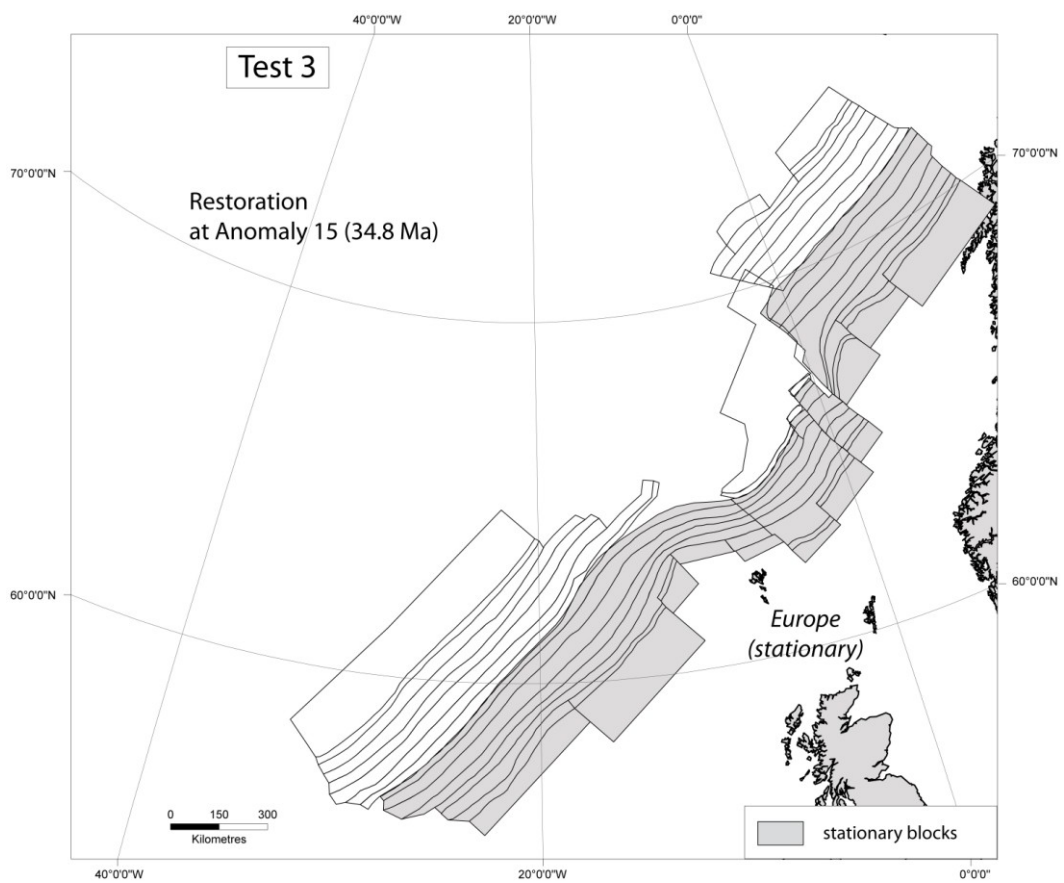 40°0'0"W 20°0'0"W 0°0'0"
Test 3
70°0'0"N
70°0'0"N
Restoration
at Anomaly 15 (34.8 Ma)
60°0'0"N
60°0'0"N
Europe
(stationary)
0 150 300
Kilometres
stationary blocks
40°0'0"W 20°0'0"W 0°0'0"